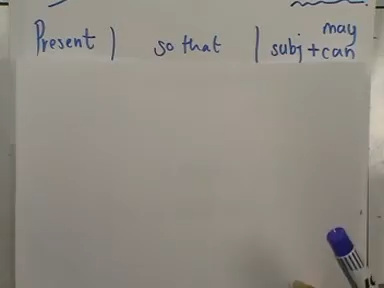 may
Present | so that | subj + can